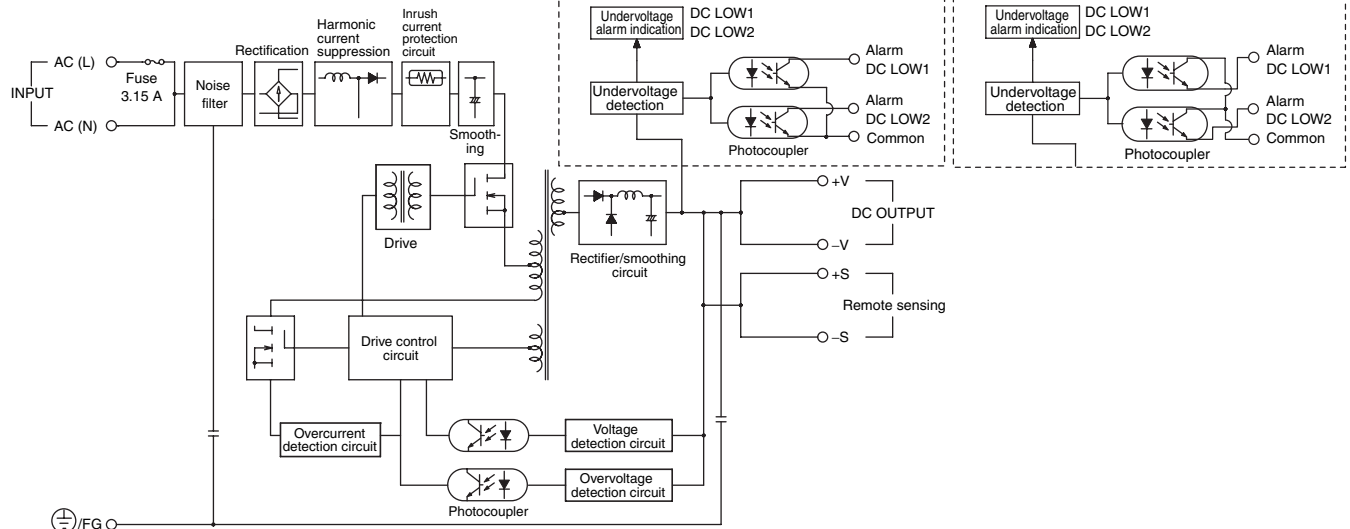 INPUT
AC (L)
Fuse
3.15 A
AC (N)
Noise
filter
Rectification
Harmonic
current
suppression
Inrush
current
protection
circuit
Smooth-
ing
Drive
Undervoltage
alarm indication
DC LOW1
DC LOW2
Undervoltage
detection
Alarm
DC LOW1
Alarm
DC LOW2
Common
Photocoupler
Undervoltage
alarm indication
DC LOW1
DC LOW2
Undervoltage
detection
Alarm
DC LOW1
Alarm
DC LOW2
Common
Photocoupler
Rectifier/smoothing
circuit
+V
DC OUTPUT
–V
+S
Remote sensing
–S
Drive control
circuit
Overcurrent
detection circuit
Voltage
detection circuit
Overvoltage
detection circuit
Photocoupler
/FG